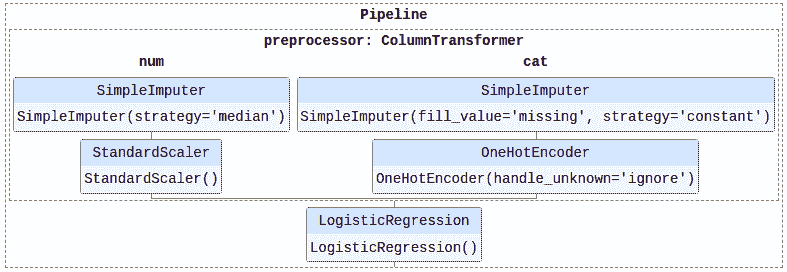 Pipeline
preprocessor: ColumnTransformer
num
cat
SimpleImputer
SimpleImputer
SimpleImputer(strategy='median')
SimpleImputer(fill_value='missing', strategy='constant')
StandardScaler
OneHotEncoder
StandardScaler()
OneHotEncoder(handle_unknown='ignore')
LogisticRegression
LogisticRegression()